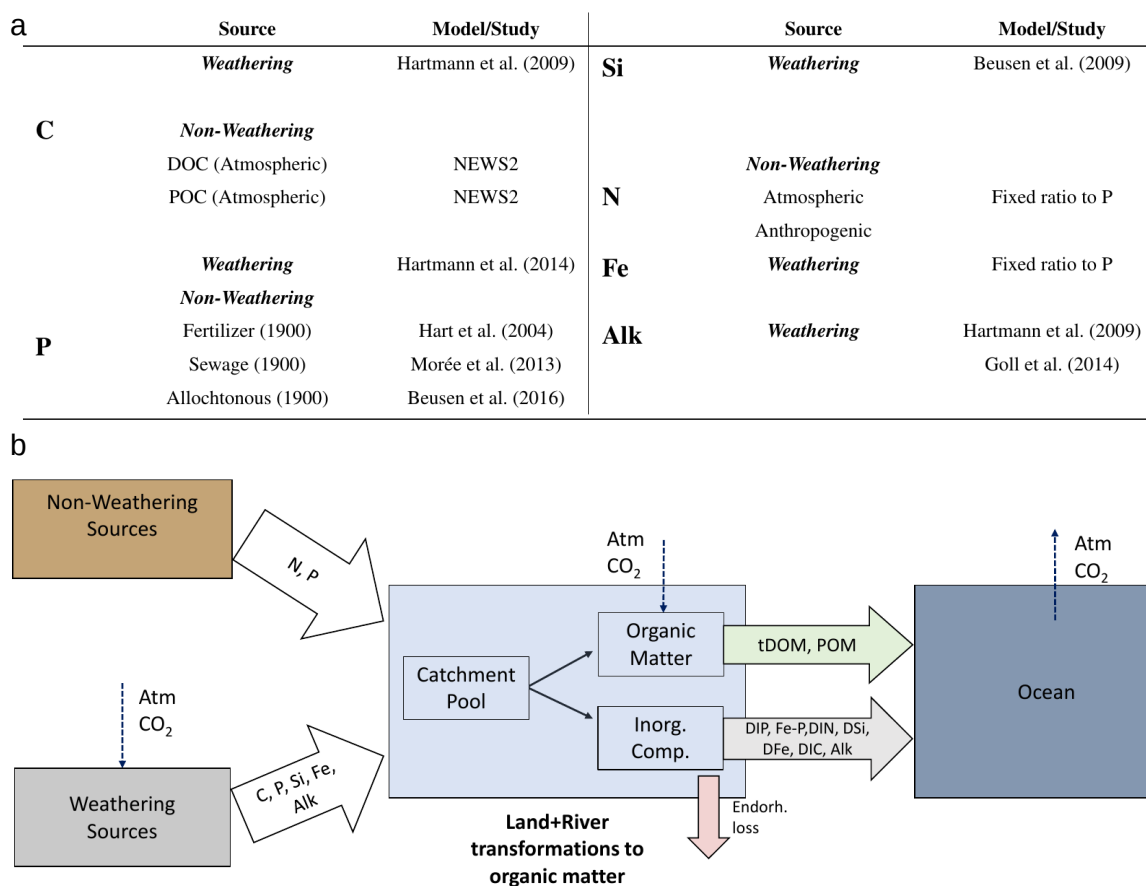 a
Source Model/Study Source Model/Study
Weathering Hartmann et al. (2009) Si Weathering Beusen et al. (2009)
C Non-Weathering
DOC (Atmospheric) NEWS2 Non-Weathering
POC (Atmospheric) NEWS2 N Atmospheric Fixed ratio to P
Anthropogenic
Weathering Hartmann et al. (2014) Fe Weathering Fixed ratio to P
Non-Weathering
Fertilizer (1900) Hart et al. (2004) Alk Weathering Hartmann et al. (2009)
P Sewage (1900) Morée et al. (2013) Goll et al. (2014)
Allochtonous (1900) Beusen et al. (2016)
b
Non-Weathering
Sources
N, P
Atm
CO2
Weathering
Sources
C, P, Si, Fe,
Alk
Catchment
Pool
Atm
CO2
Organic
Matter
Inorg.
Comp.
tDOM, POM
DIP, Fe-P,DIN, DSi,
DFe, DIC, Alk
Endorh.
loss
Land+River
transformations to
organic matter
Atm
CO2
Ocean